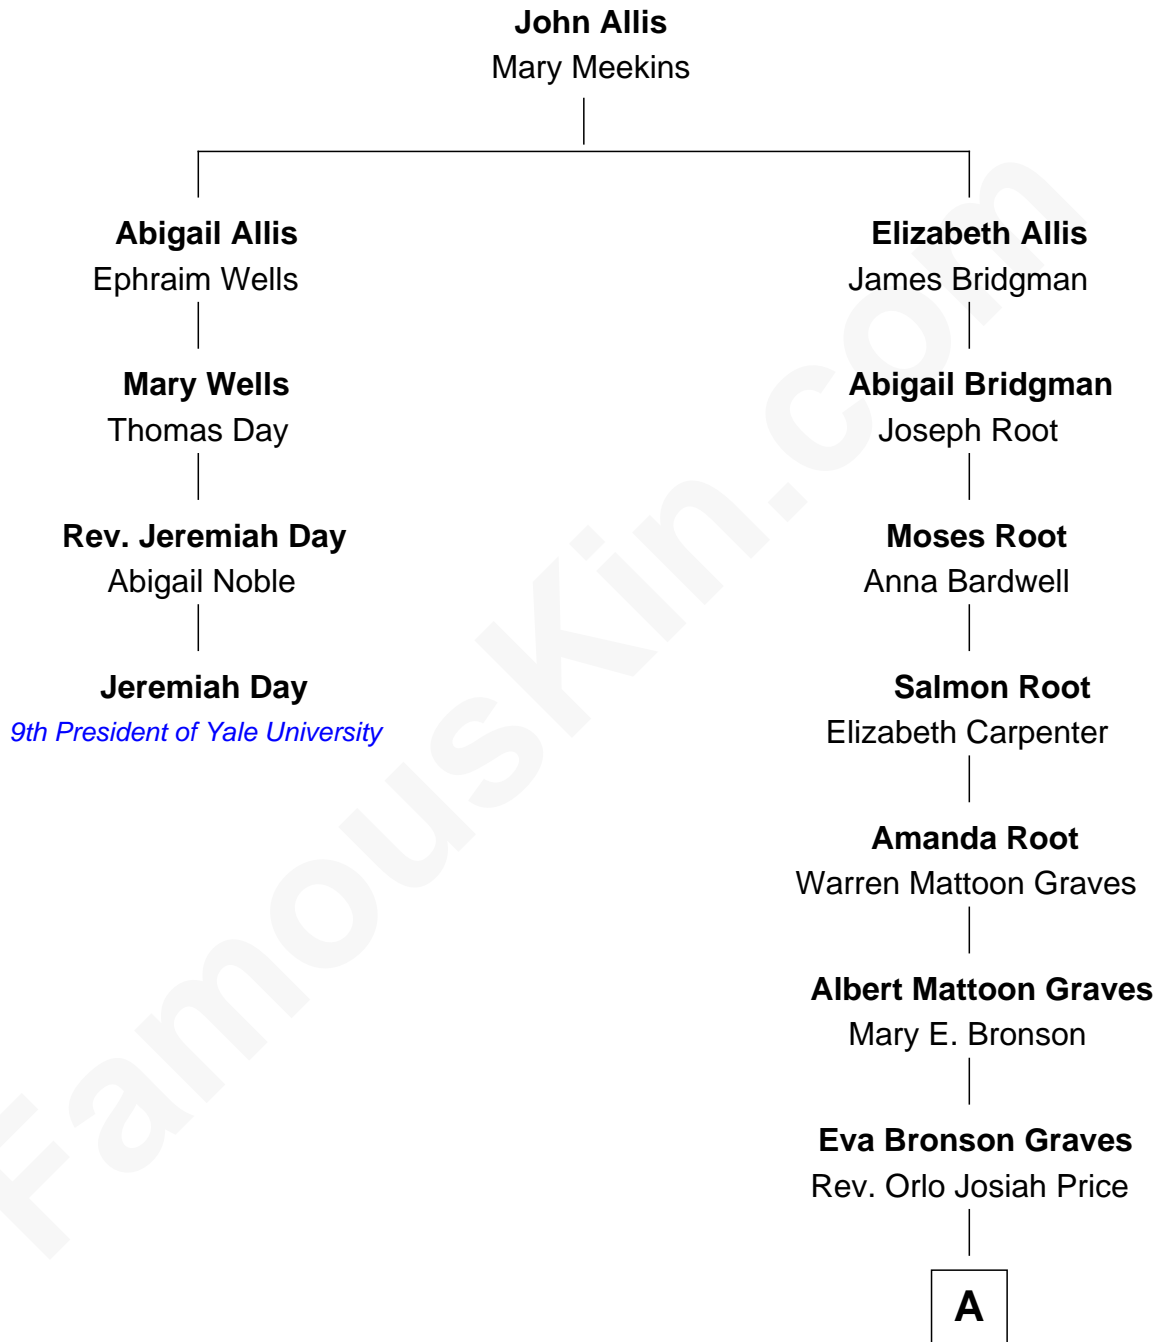 John Allis
Mary Meekins
Abigail Allis
Ephraim Wells
Mary Wells
Thomas Day
Rev. Jeremiah Day
Abigail Noble
Jeremiah Day
9th President of Yale University
Elizabeth Allis
James Bridgman
Abigail Bridgman
Joseph Root
Moses Root
Anna Bardwell
Salmon Root
Elizabeth Carpenter
Amanda Root
Warren Mattoon Graves
Albert Mattoon Graves
Mary E. Bronson
Eva Bronson Graves
Rev. Orlo Josiah Price
A
FamousKin.com